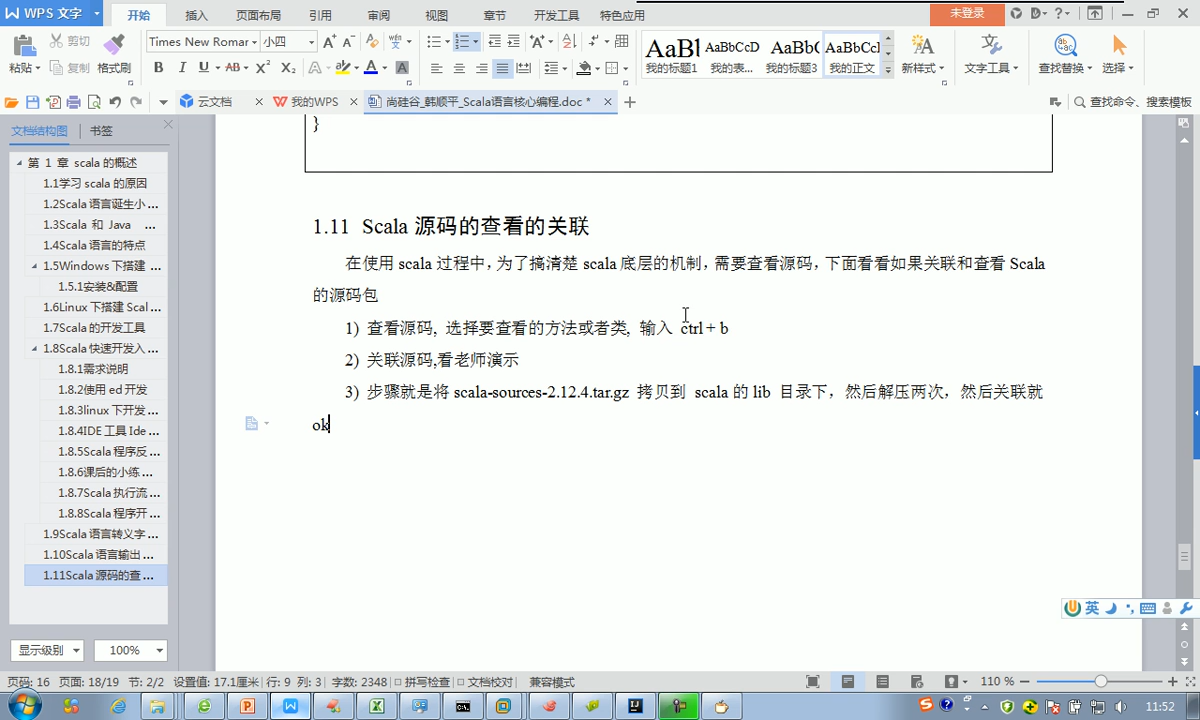 WPS 文字
开始
插入
页面布局
引用
审阅
视图
章节
开发工具
特色应用
未登录
粘贴
剪切
复制
格式刷
Times New Roman
小四
B I U AB X² X₂
AaBl AaBbCcD AaBb( AaBbCcl
我的标题1 我的表... 我的标题3 我的正文
新样式
文字工具
查找替换
选择
云文档
我的WPS
尚硅谷_韩顺平_Scala语言核心编程.doc *
查找命令、搜索模板
文档结构图
书签
第 1 章 scala 的概述
1.1学习 scala 的原因
1.2Scala 语言诞生小 ...
1.3Scala 和 Java ...
1.4Scala 语言的特点
1.5Windows 下搭建 ...
1.5.1安装&配置
1.6Linux 下搭建 Scal ...
1.7Scala 的开发工具
1.8Scala 快速开发入 ...
1.8.1需求说明
1.8.2使用 ed 开发
1.8.3linux 下开发 ...
1.8.4IDE 工具 Ide ...
1.8.5Scala 程序反 ...
1.8.6课后的小练 ...
1.8.7Scala 执行流 ...
1.8.8Scala 程序开 ...
1.9Scala 语言转义字 ...
1.10Scala 语言输出 ...
1.11Scala 源码的查 ...
显示级别
100%
}
1.11 Scala 源码的查看的关联
在使用 scala 过程中，为了搞清楚 scala 底层的机制，需要查看源码，下面看看如果关联和查看 Scala
的源码包
1) 查看源码, 选择要查看的方法或者类, 输入 ctrl + b
2) 关联源码,看老师演示
3) 步骤就是将 scala-sources-2.12.4.tar.gz 拷贝到 scala 的 lib 目录下，然后解压两次，然后关联就
ok
英
页码: 16 页面: 18/19 节: 2/2 设置值: 17.1厘米 行: 9 列: 3 字数: 2348 拼写检查 文档校对 兼容模式
110 %
11:52